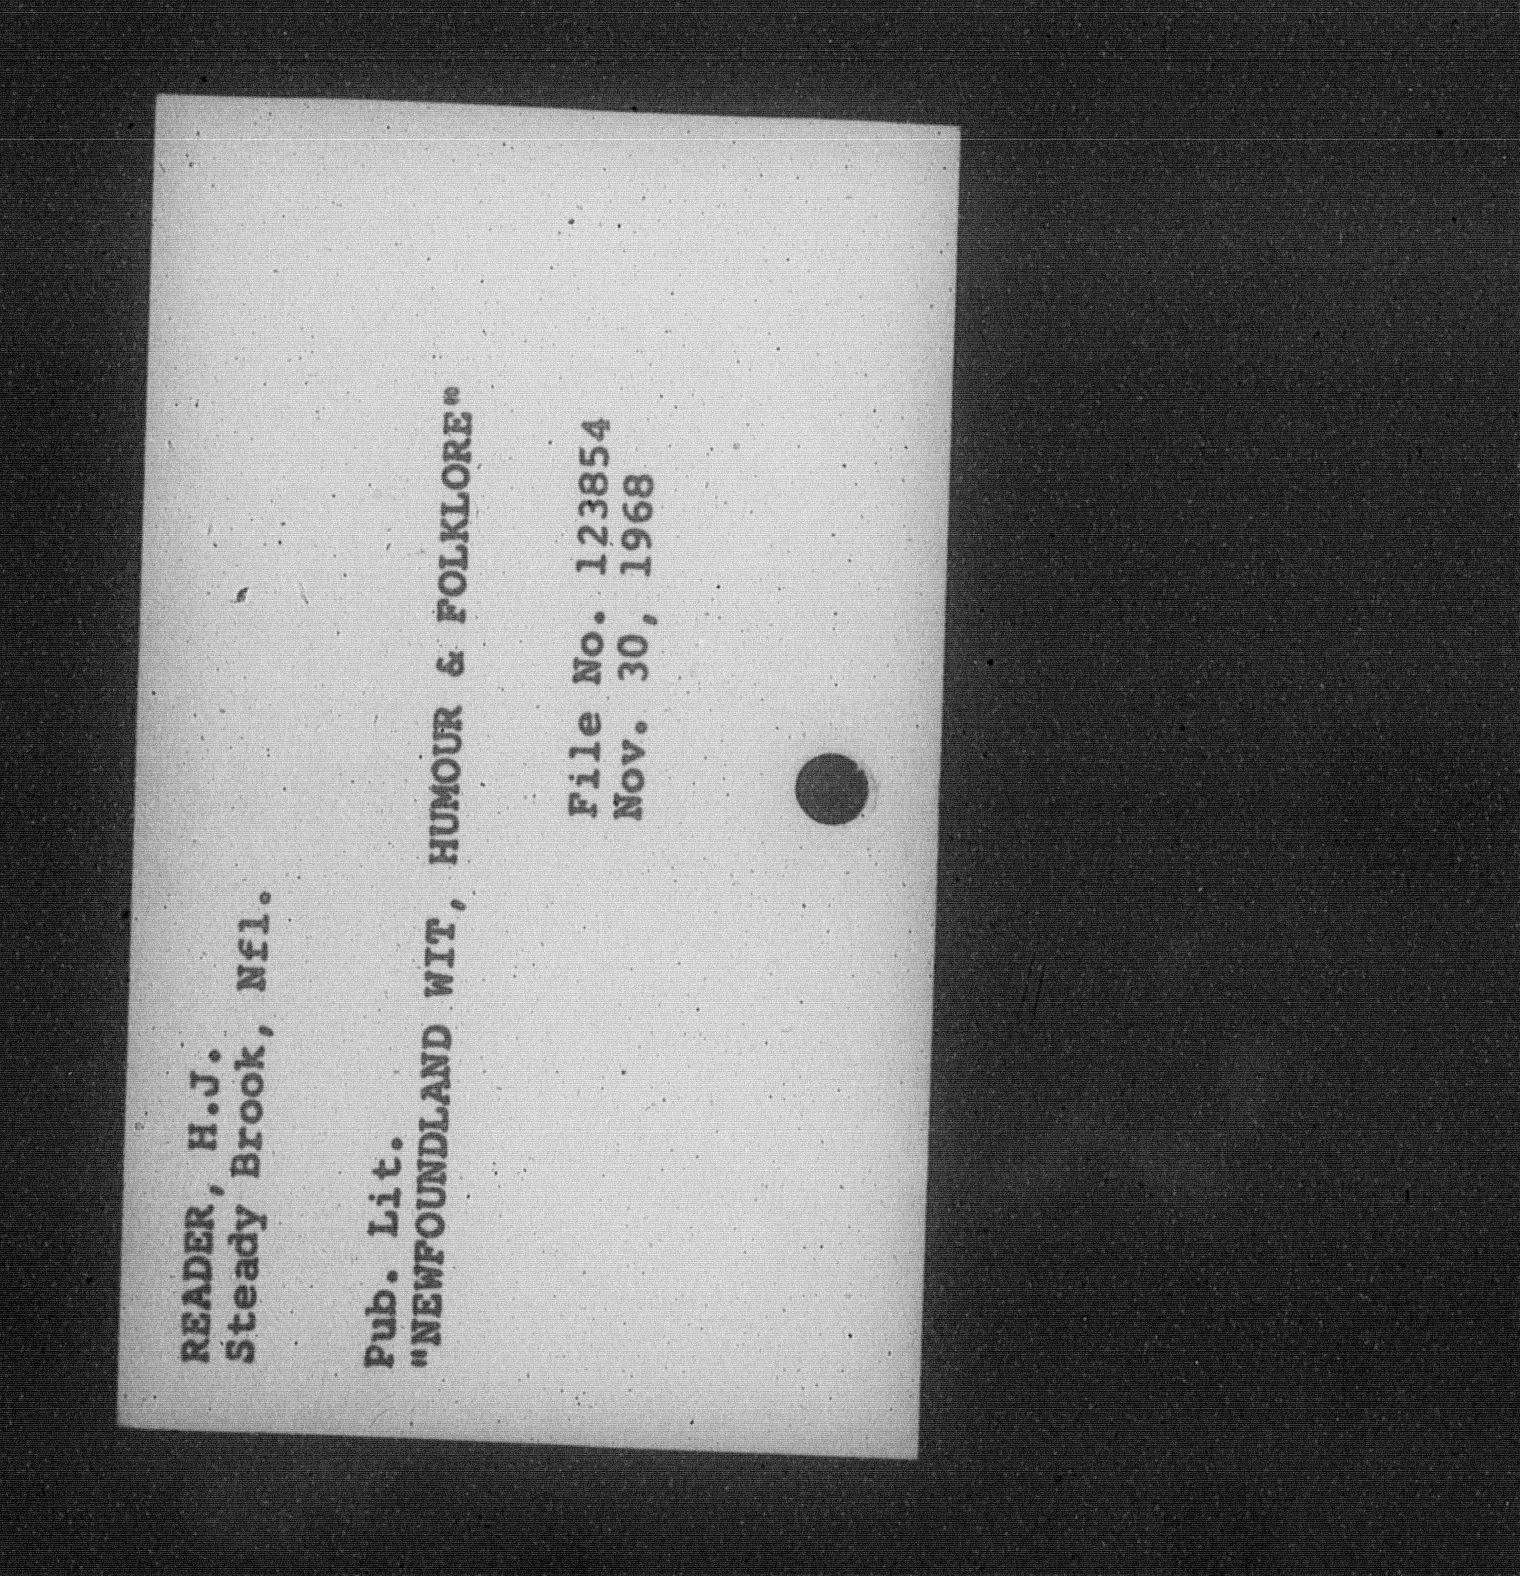 READER, H.J.
Steady Brook, Nfl.
Pub. Lit.
"NEWFOUNDLAND WIT, HUMOUR & FOLKLORE"
File No. 123854
Nov. 30, 1968